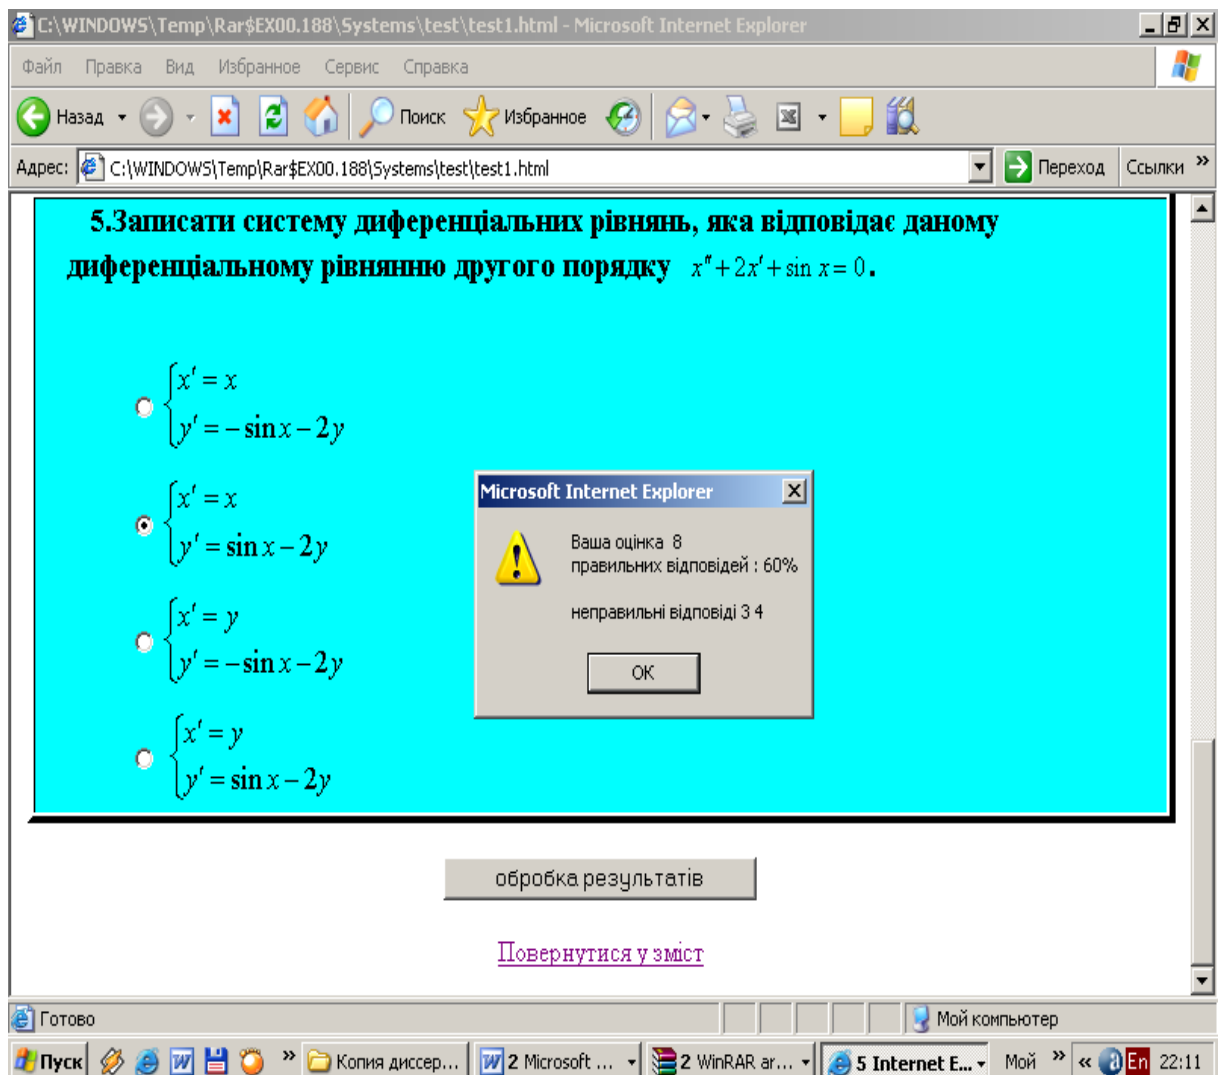 C:\WINDOWS\Temp\Rar$EX00.188\Systems\test\test1.html - Microsoft Internet Explorer
Файл Правка Вид Избранное Сервис Справка
Назад Поиск Избранное
Адрес: C:\WINDOWS\Temp\Rar$EX00.188\Systems\test\test1.html Переход Ссылки »
5.Записати систему диференціальних рівнянь, яка відповідає даному
диференціальному рівнянню другого порядку x″+2x′+sin x=0.
x′ = x
y′ = −sin x − 2y
x′ = x
y′ = sin x − 2y
x′ = y
y′ = −sin x − 2y
x′ = y
y′ = sin x − 2y
Microsoft Internet Explorer
Ваша оцінка 8
правильних відповідей : 60%
неправильні відповіді 3 4
ОК
обробка результатів
Повернутися у зміст
Готово Мой компьютер
Пуск » Копия диссер... 2 Microsoft ... 2 WinRAR ar... 5 Internet E... Мой » « En 22:11